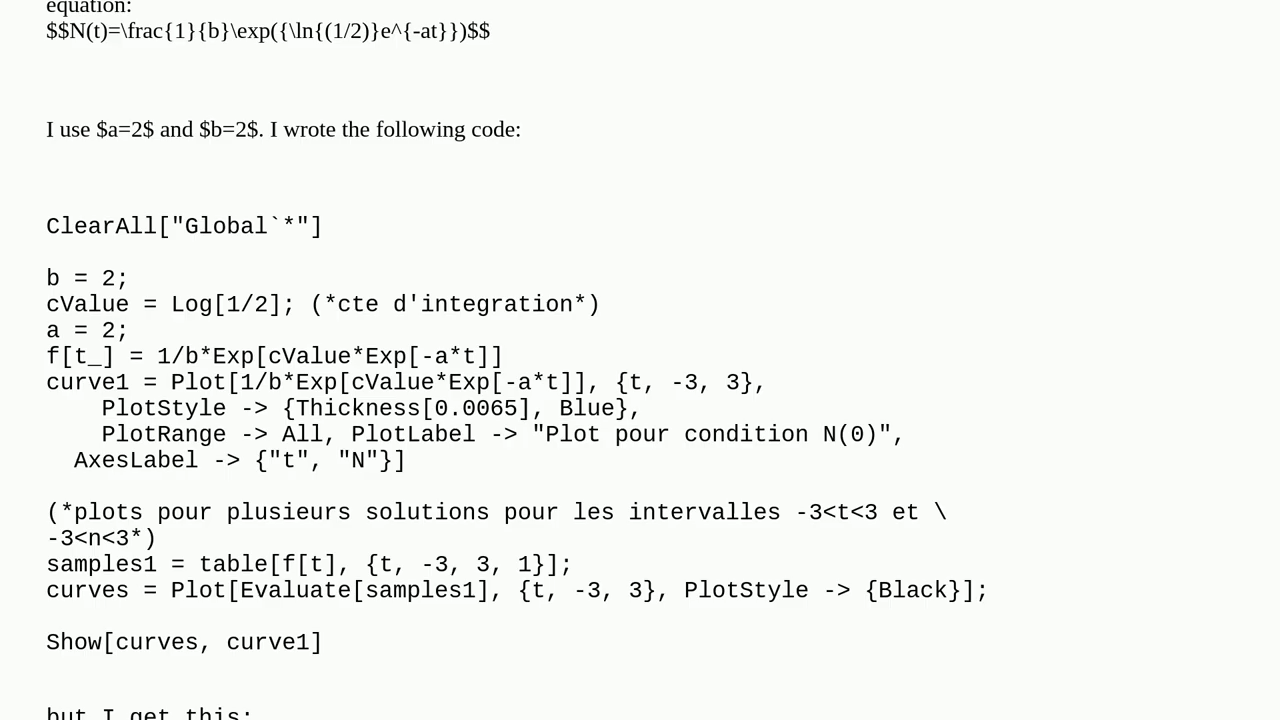 equation:
$$N(t)=\frac{1}{b}\exp({\ln{(1/2)}e^{-at}})$$
I use $a=2$ and $b=2$. I wrote the following code:
ClearAll["Global`*"]
b = 2;
cValue = Log[1/2]; (*cte d'integration*)
a = 2;
f[t_] = 1/b*Exp[cValue*Exp[-a*t]]
curve1 = Plot[1/b*Exp[cValue*Exp[-a*t]], {t, -3, 3},
    PlotStyle -> {Thickness[0.0065], Blue},
    PlotRange -> All, PlotLabel -> "Plot pour condition N(0)",
  AxesLabel -> {"t", "N"}]
(*plots pour plusieurs solutions pour les intervalles -3<t<3 et \
-3<n<3*)
samples1 = table[f[t], {t, -3, 3, 1}];
curves = Plot[Evaluate[samples1], {t, -3, 3}, PlotStyle -> {Black}];
Show[curves, curve1]
but I get this: